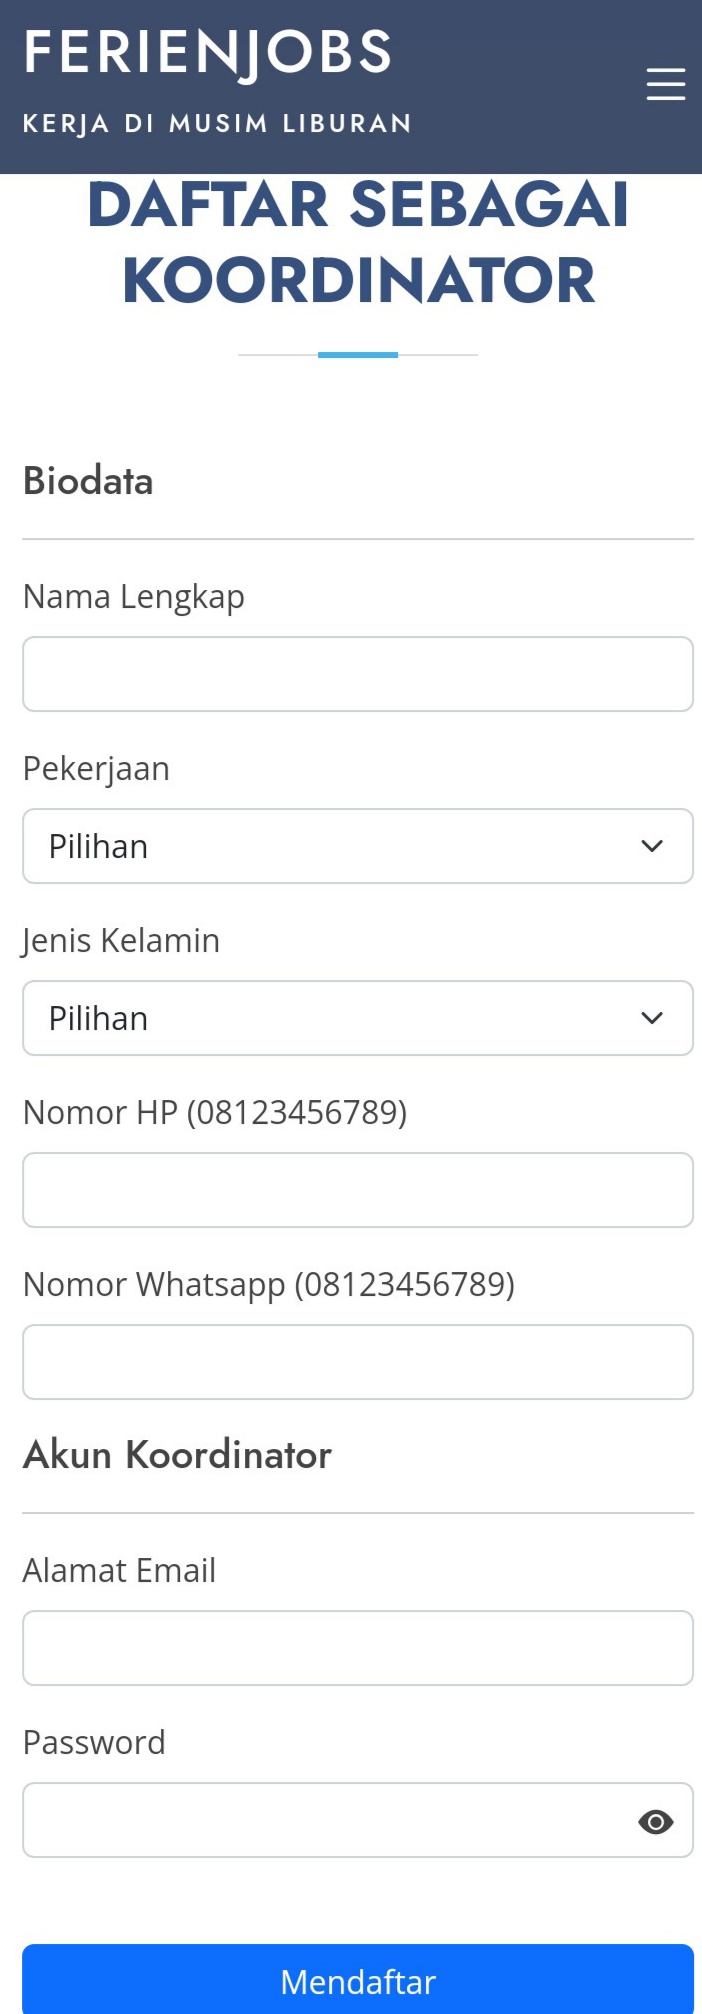 FERIENJOBS
KERJA DI MUSIM LIBURAN
DAFTAR SEBAGAI
KOORDINATOR
Biodata
Nama Lengkap
Pekerjaan
Pilihan
Jenis Kelamin
Pilihan
Nomor HP (08123456789)
Nomor Whatsapp (08123456789)
Akun Koordinator
Alamat Email
Password
Mendaftar